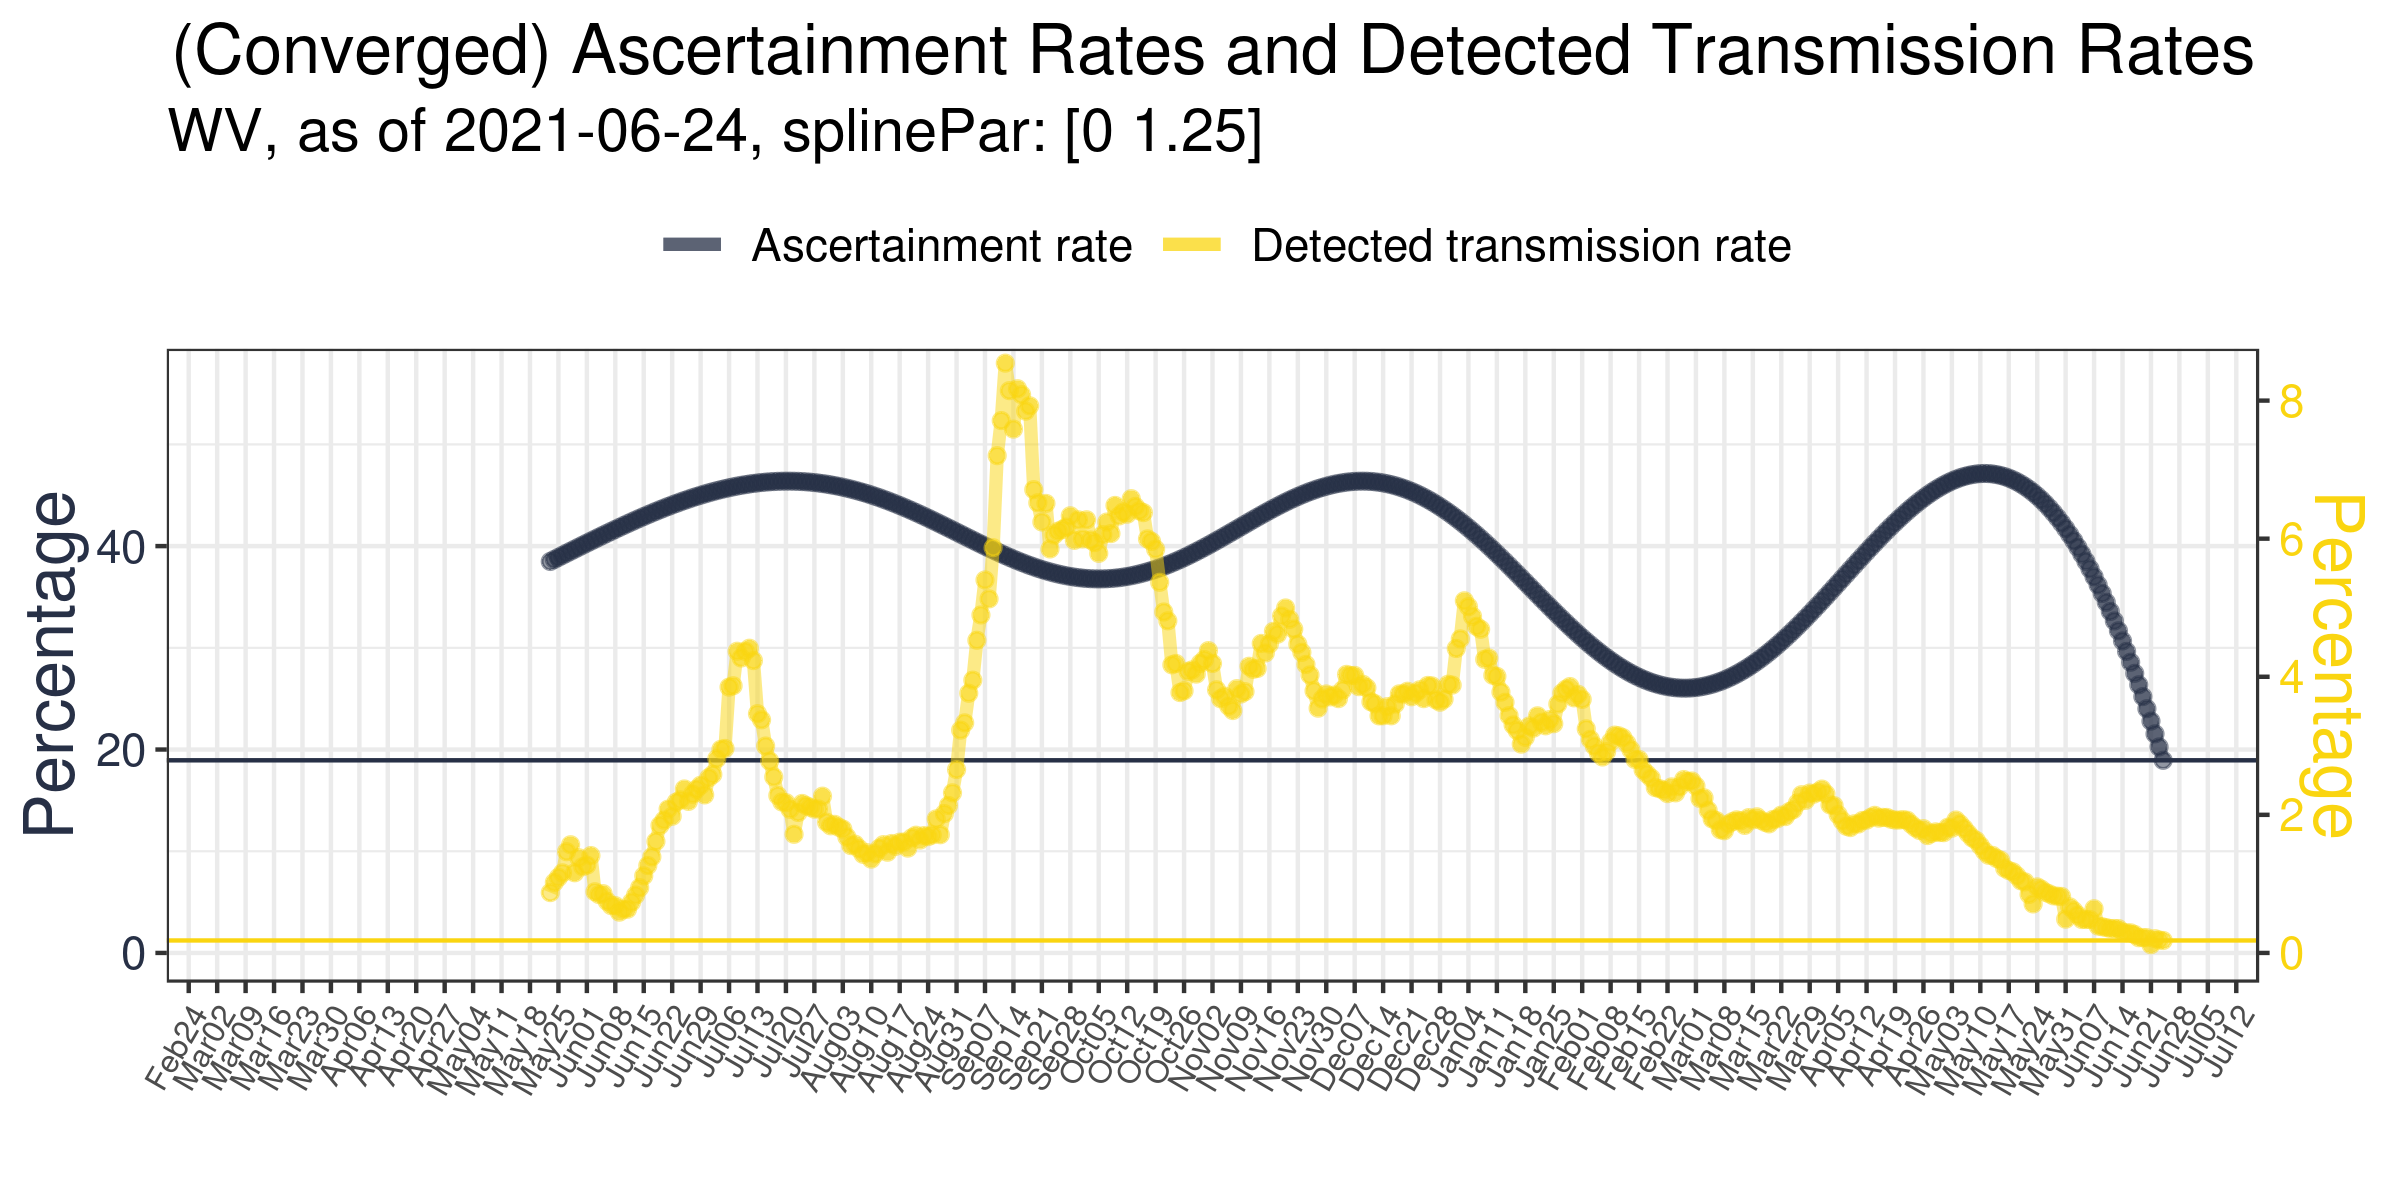 (Converged) Ascertainment Rates and Detected Transmission Rates
WV, as of 2021-06-24, splinePar: [0 1.25]
Ascertainment rate
Detected transmission rate
Percentage
40
20
0
8
6
4
2
0
Percentage
Feb24
Mar02
Mar09
Mar16
Mar23
Mar30
Apr06
Apr13
Apr20
Apr27
May04
May11
May18
May25
Jun01
Jun08
Jun15
Jun22
Jun29
Jul06
Jul13
Jul20
Jul27
Aug03
Aug10
Aug17
Aug24
Aug31
Sep07
Sep14
Sep21
Sep28
Oct05
Oct12
Oct19
Oct26
Nov02
Nov09
Nov16
Nov23
Nov30
Dec07
Dec14
Dec21
Dec28
Jan04
Jan11
Jan18
Jan25
Feb01
Feb08
Feb15
Feb22
Mar01
Mar08
Mar15
Mar22
Mar29
Apr05
Apr12
Apr19
Apr26
May03
May10
May17
May24
May31
Jun07
Jun14
Jun21
Jun28
Jul05
Jul12